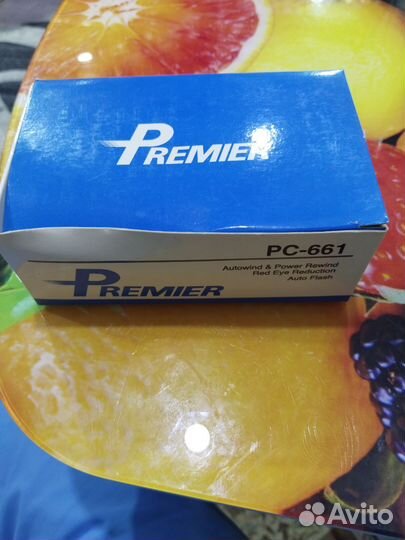 PREMIER
PC-661
Autowind & Power Rewind
Red Eye Reduction
Auto Flash
PREMIER
Avito